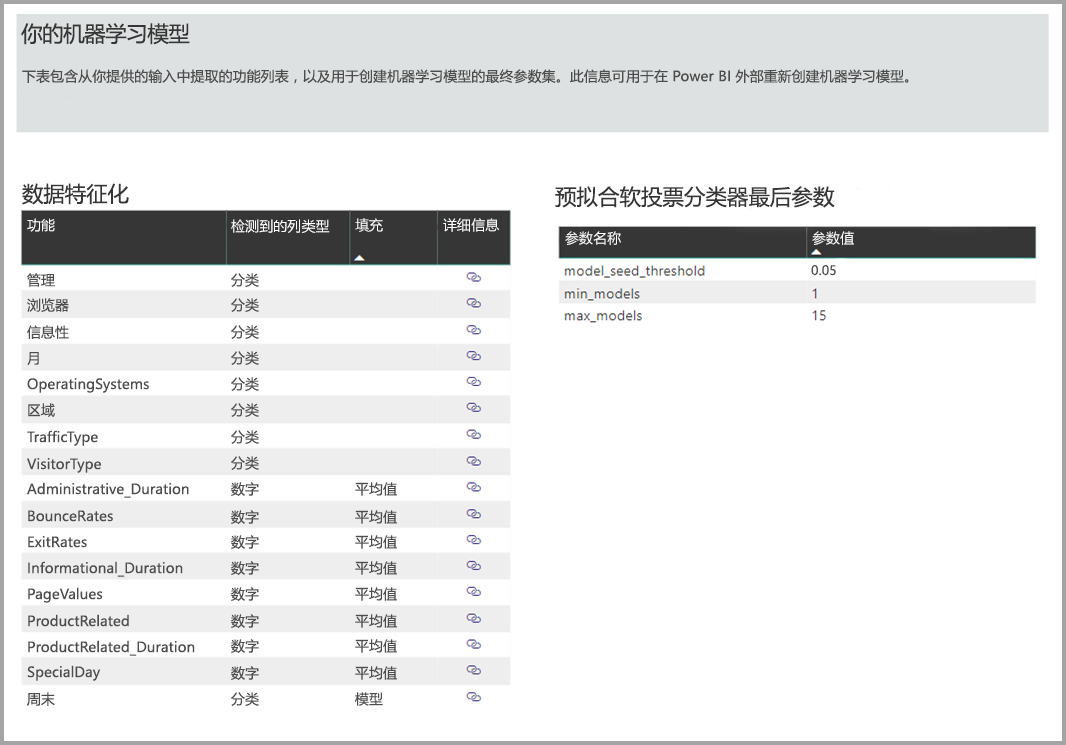 你的机器学习模型
下表包含从你提供的输入中提取的功能列表，以及用于创建机器学习模型的最终参数集。此信息可用于在 Power BI 外部重新创建机器学习模型。
数据特征化
功能 检测到的列类型 填充 详细信息
管理 分类
浏览器 分类
信息性 分类
月 分类
OperatingSystems 分类
区域 分类
TrafficType 分类
VisitorType 分类
Administrative_Duration 数字 平均值
BounceRates 数字 平均值
ExitRates 数字 平均值
Informational_Duration 数字 平均值
PageValues 数字 平均值
ProductRelated 数字 平均值
ProductRelated_Duration 数字 平均值
SpecialDay 数字 平均值
周末 分类 模型
预拟合软投票分类器最后参数
参数名称 参数值
model_seed_threshold 0.05
min_models 1
max_models 15